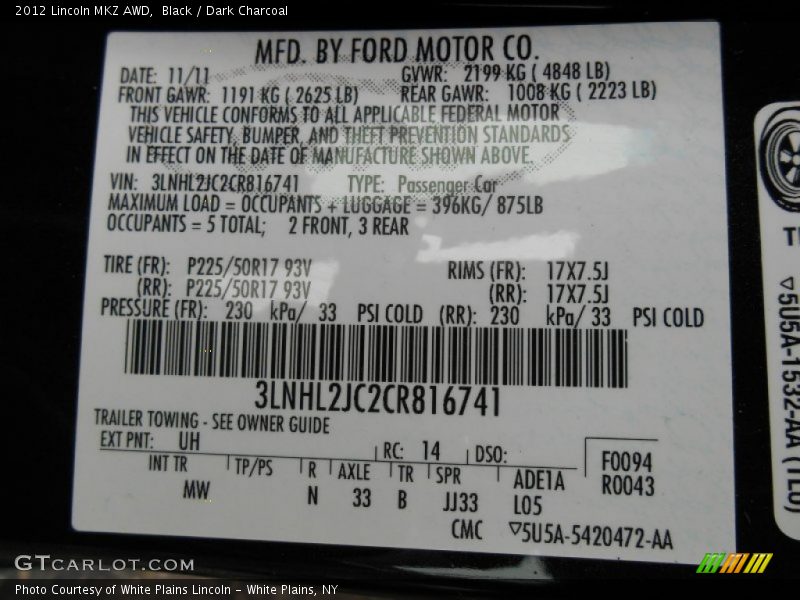 2012 Lincoln MKZ AWD,  Black / Dark Charcoal
MFD. BY FORD MOTOR CO.
DATE: 11/11 GVWR: 2199 KG ( 4848 LB)
FRONT GAWR: 1191 KG ( 2625 LB) REAR GAWR: 1008 KG ( 2223 LB)
THIS VEHICLE CONFORMS TO ALL APPLICABLE FEDERAL MOTOR
VEHICLE SAFETY, BUMPER, AND THEFT PREVENTION STANDARDS
IN EFFECT ON THE DATE OF MANUFACTURE SHOWN ABOVE.
VIN: 3LNHL2JC2CR816741 TYPE: Passenger Car
MAXIMUM LOAD = OCCUPANTS + LUGGAGE = 396KG/ 875LB
OCCUPANTS = 5 TOTAL; 2 FRONT, 3 REAR
TIRE (FR): P225/50R17 93V RIMS (FR): 17X7.5J
(RR): P225/50R17 93V (RR): 17X7.5J
PRESSURE (FR): 230 kPa/ 33 PSI COLD (RR): 230 kPa/ 33 PSI COLD
3LNHL2JC2CR816741
TRAILER TOWING - SEE OWNER GUIDE
EXT PNT: UH RC: 14 DSO:
INT TR TP/PS R AXLE TR SPR ADE1A F0094
MW N 33 B JJ33 L05 R0043
CMC ▽5U5A-5420472-AA
▽5U5A-1532-AA (TL6)
GTCARLOT.COM
Photo Courtesy of White Plains Lincoln - White Plains, NY